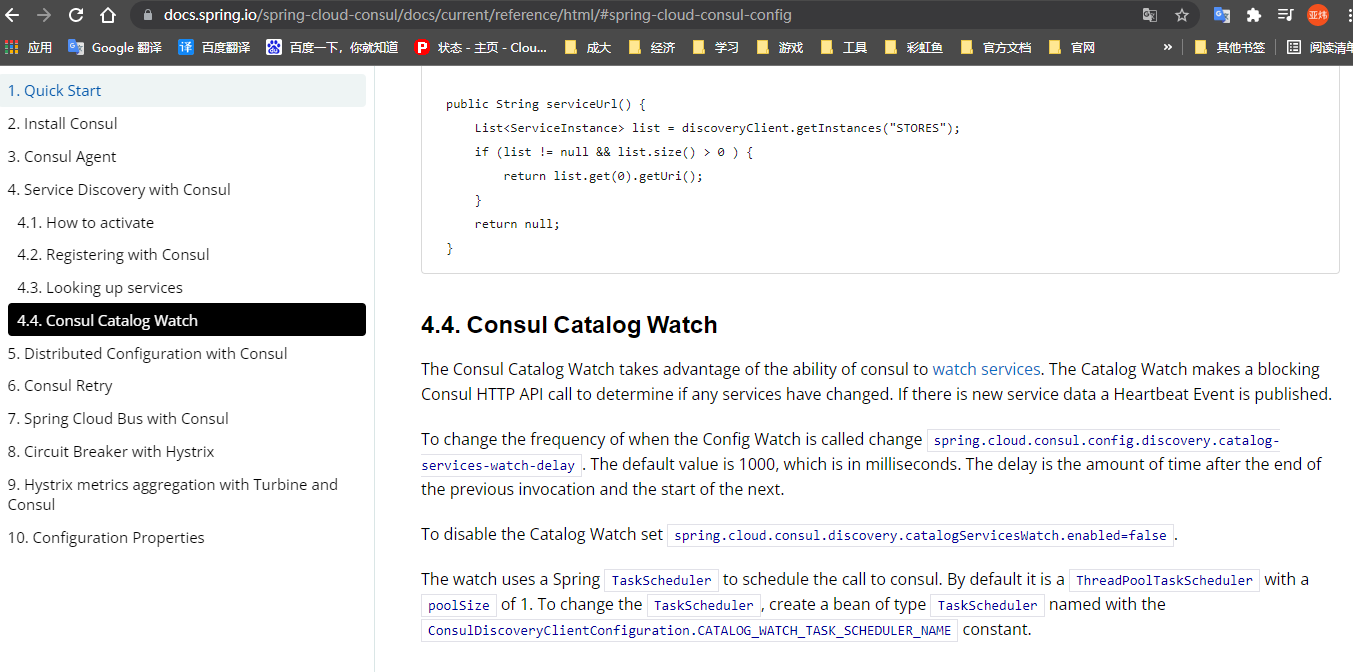 docs.spring.io/spring-cloud-consul/docs/current/reference/html/#spring-cloud-consul-config
亚炜
应用 Google 翻译 译 百度翻译 百度一下，你就知道 P 状态 - 主页 - Clou... 成大 经济 学习 游戏 工具 彩虹鱼 官方文档 官网 » 其他书签 阅读清单
1. Quick Start
2. Install Consul
3. Consul Agent
4. Service Discovery with Consul
4.1. How to activate
4.2. Registering with Consul
4.3. Looking up services
4.4. Consul Catalog Watch
5. Distributed Configuration with Consul
6. Consul Retry
7. Spring Cloud Bus with Consul
8. Circuit Breaker with Hystrix
9. Hystrix metrics aggregation with Turbine and
Consul
10. Configuration Properties
public String serviceUrl() {
    List<ServiceInstance> list = discoveryClient.getInstances("STORES");
    if (list != null && list.size() > 0 ) {
        return list.get(0).getUri();
    }
    return null;
}
4.4. Consul Catalog Watch
The Consul Catalog Watch takes advantage of the ability of consul to watch services. The Catalog Watch makes a blocking
Consul HTTP API call to determine if any services have changed. If there is new service data a Heartbeat Event is published.
To change the frequency of when the Config Watch is called change spring.cloud.consul.config.discovery.catalog-
services-watch-delay. The default value is 1000, which is in milliseconds. The delay is the amount of time after the end of
the previous invocation and the start of the next.
To disable the Catalog Watch set spring.cloud.consul.discovery.catalogServicesWatch.enabled=false.
The watch uses a Spring TaskScheduler to schedule the call to consul. By default it is a ThreadPoolTaskScheduler with a
poolSize of 1. To change the TaskScheduler, create a bean of type TaskScheduler named with the
ConsulDiscoveryClientConfiguration.CATALOG_WATCH_TASK_SCHEDULER_NAME constant.